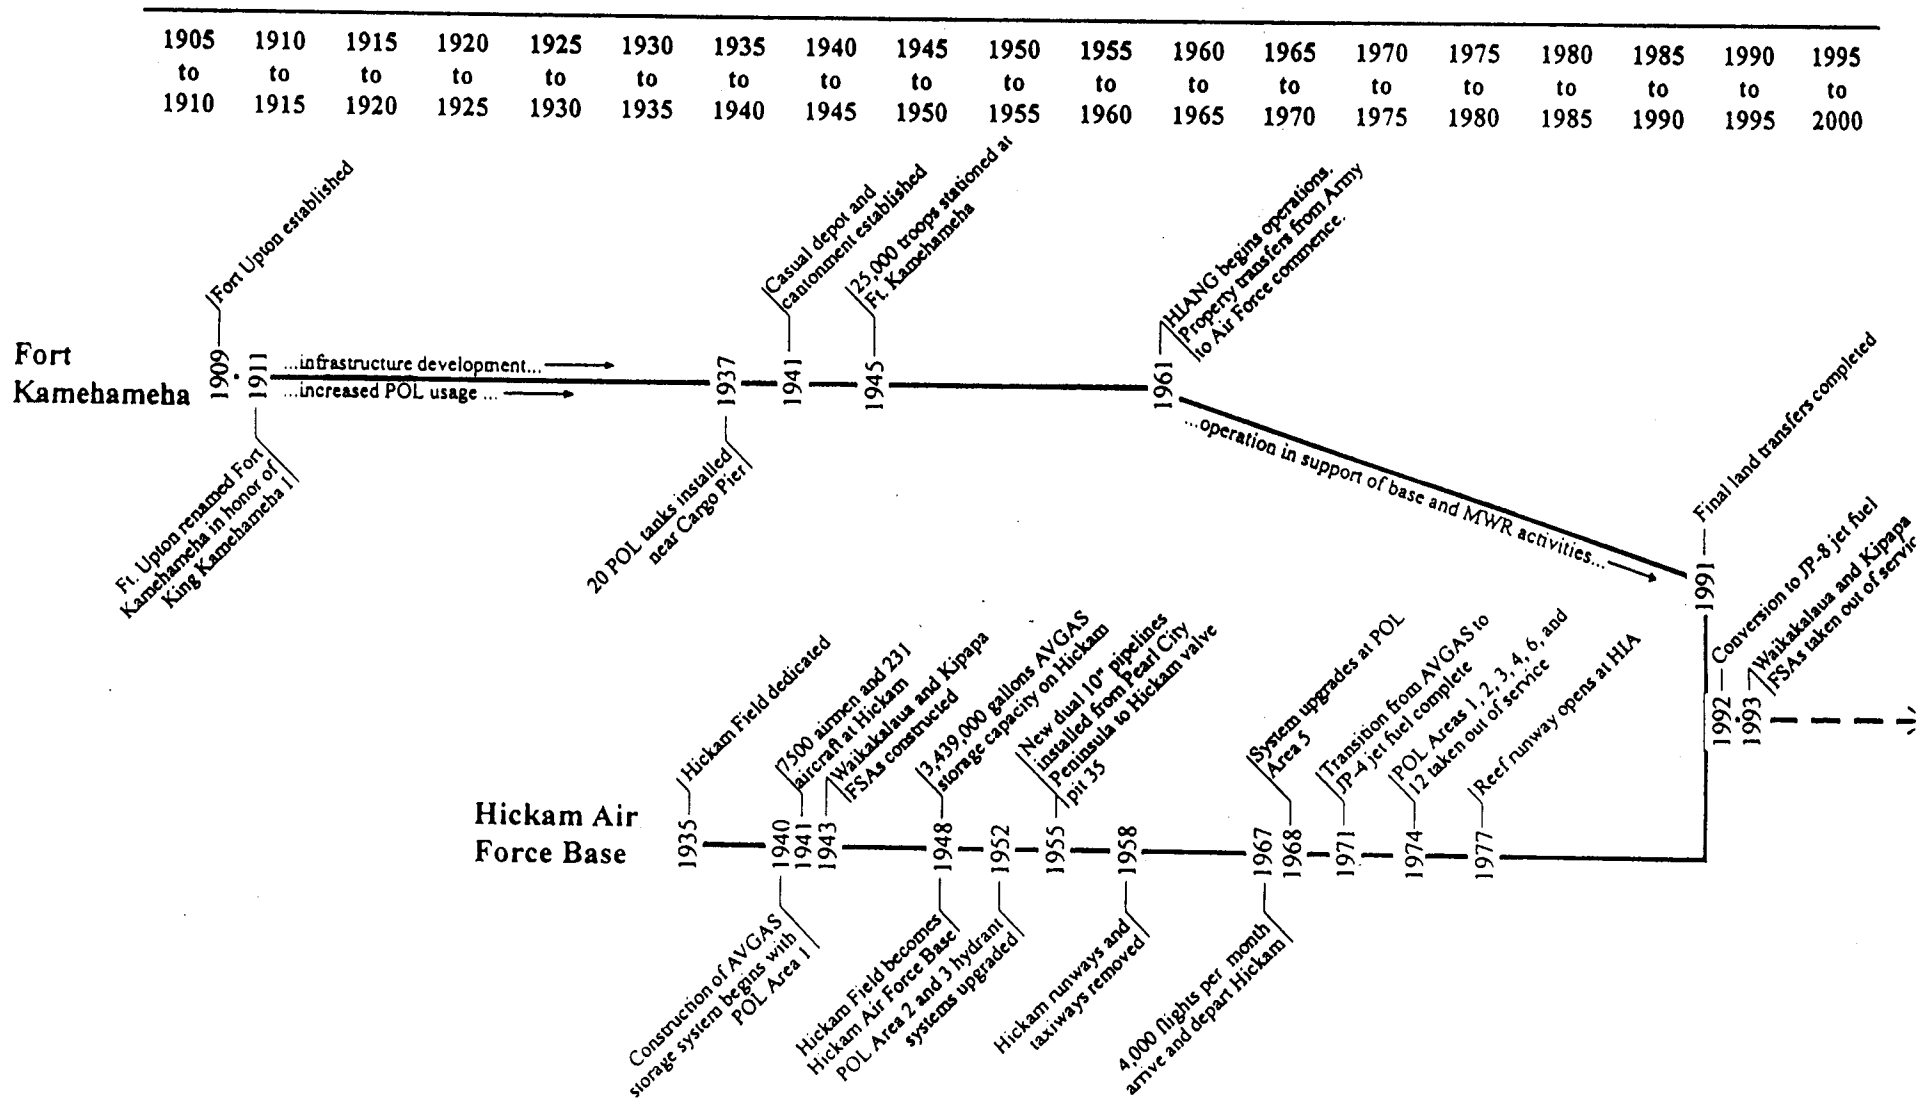 1905 1910 1915 1920 1925 1930 1935 1940 1945 1950 1955 1960 1965 1970 1975 1980 1985 1990 1995
to to to to to to to to to to to to to to to to to to to
1910 1915 1920 1925 1930 1935 1940 1945 1950 1955 1960 1965 1970 1975 1980 1985 1990 1995 2000
Fort Upton established
Casual depot and
cantonment established
25,000 troops stationed at
Ft. Kamehameha
HIANG begins operations.
Property transfers from Army
to Air Force commence.
Fort
Kamehameha
1909
1911
...infrastructure development...
...increased POL usage ...
1937
1941
1945
1961
...operation in support of base and MWR activities...
1991
Final land transfers completed
Ft. Upton renamed Fort
Kamehameha in honor of
King Kamehameha I
20 POL tanks installed
near Cargo Pier
Conversion to JP-8 jet fuel
Waikakalaua and Kipapa
FSAs taken out of servic
1992
1993
Hickam Field dedicated
7500 airmen and 231
aircraft at Hickam
Waikakalaua and Kipapa
FSAs constructed
3,439,000 gallons AVGAS
storage capacity on Hickam
New dual 10" pipelines
installed from Pearl City
Peninsula to Hickam valve
pit 35
System upgrades at POL
Area 5
Transition from AVGAS to
JP-4 jet fuel complete
POL Areas 1, 2, 3, 4, 6, and
12 taken out of service
Reef runway opens at HIA
Hickam Air
Force Base
1935
1940
1941
1943
1948
1952
1955
1958
1967
1968
1971
1974
1977
Construction of AVGAS
storage system begins with
POL Area 1
Hickam Field becomes
Hickam Air Force Base
POL Area 2 and 3 hydrant
systems upgraded
Hickam runways and
taxiways removed
4,000 flights per month
arrive and depart Hickam